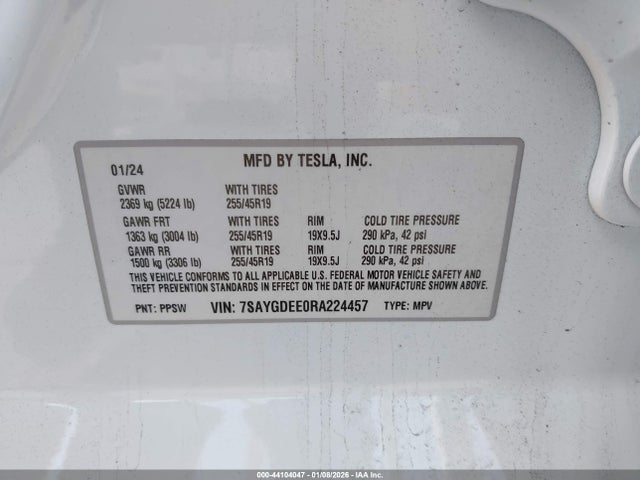 MFD BY TESLA, INC.
01/24
GVWR WITH TIRES
2369 kg (5224 lb) 255/45R19
GAWR FRT WITH TIRES RIM COLD TIRE PRESSURE
1363 kg (3004 lb) 255/45R19 19X9.5J 290 kPa, 42 psi
GAWR RR WITH TIRES RIM COLD TIRE PRESSURE
1500 kg (3306 lb) 255/45R19 19X9.5J 290 kPa, 42 psi
THIS VEHICLE CONFORMS TO ALL APPLICABLE U.S. FEDERAL MOTOR VEHICLE SAFETY AND
THEFT PREVENTION STANDARDS IN EFFECT ON THE DATE OF MANUFACTURE SHOWN ABOVE.
PNT: PPSW VIN: 7SAYGDEE0RA224457 TYPE: MPV
000-44104047 - 01/08/2026 - IAA Inc.